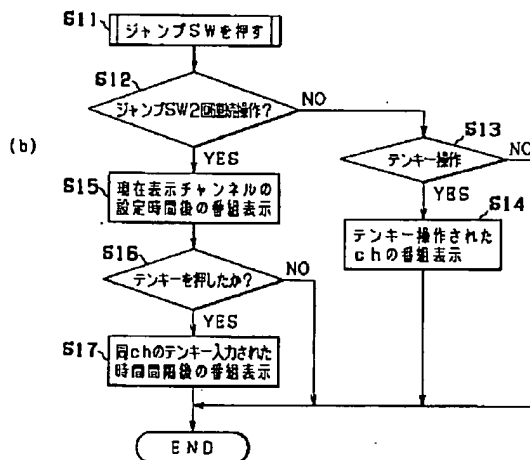 (b)
S11
ジャンプSWを押す
S12
ジャンプSW2回連続操作?
NO
YES
S13
テンキー操作
NO
YES
S14
テンキー操作された
chの番組表示
S15
現在表示チャンネルの
設定時間後の番組表示
S16
テンキーを押したか?
NO
YES
S17
同chのテンキー入力された
時間間隔後の番組表示
END